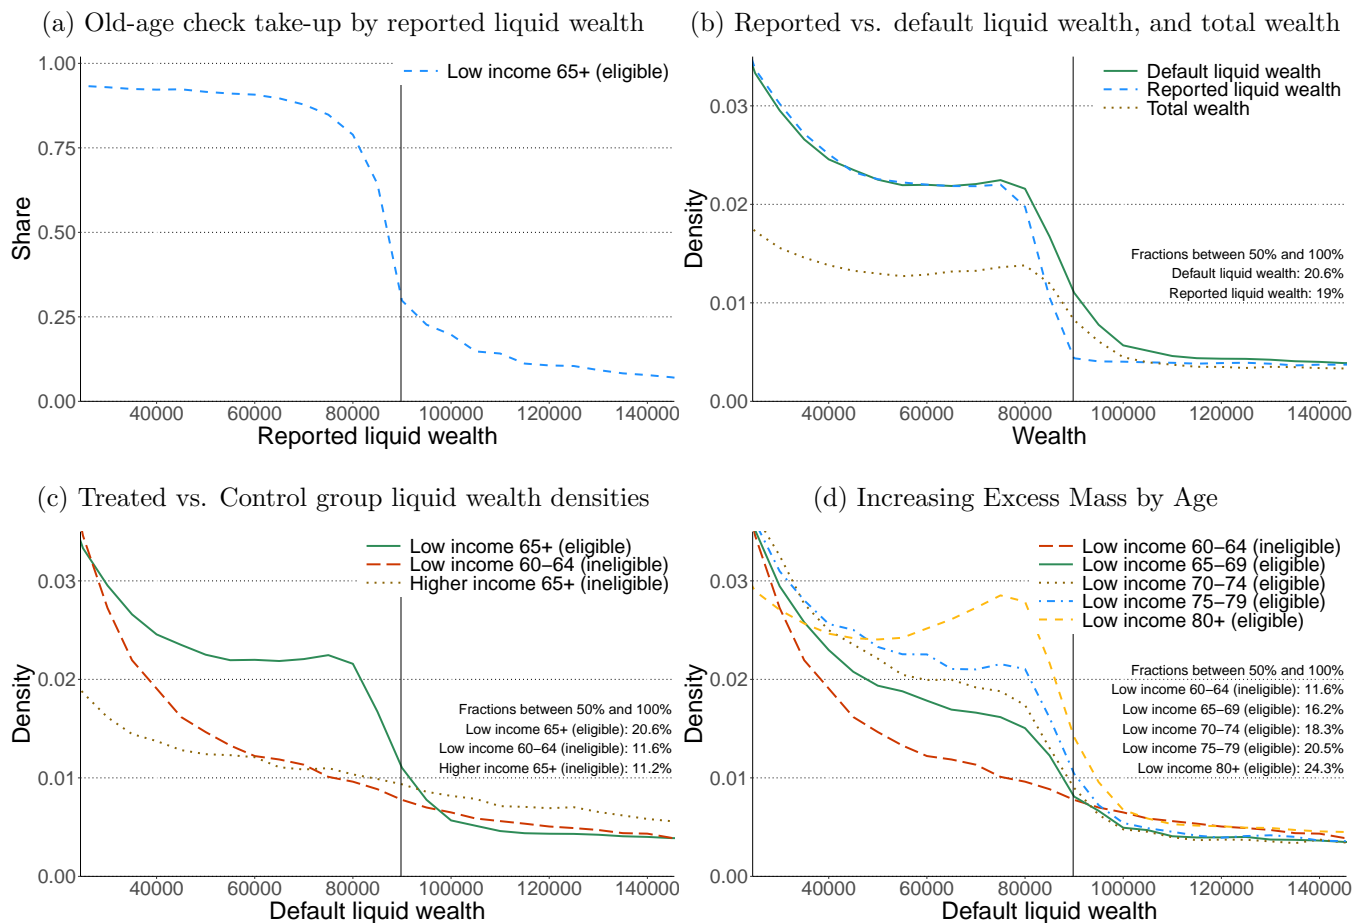 (a) Old-age check take-up by reported liquid wealth
Low income 65+ (eligible)
1.00
0.75
0.50
0.25
0.00
Share
40000 60000 80000 100000 120000 140000
Reported liquid wealth
(b) Reported vs. default liquid wealth, and total wealth
Default liquid wealth
Reported liquid wealth
Total wealth
0.03
0.02
0.01
0.00
Density
Fractions between 50% and 100%
Default liquid wealth: 20.6%
Reported liquid wealth: 19%
40000 60000 80000 100000 120000 140000
Wealth
(c) Treated vs. Control group liquid wealth densities
Low income 65+ (eligible)
Low income 60−64 (ineligible)
Higher income 65+ (ineligible)
0.03
0.02
0.01
0.00
Density
Fractions between 50% and 100%
Low income 65+ (eligible): 20.6%
Low income 60−64 (ineligible): 11.6%
Higher income 65+ (ineligible): 11.2%
40000 60000 80000 100000 120000 140000
Default liquid wealth
(d) Increasing Excess Mass by Age
Low income 60−64 (ineligible)
Low income 65−69 (eligible)
Low income 70−74 (eligible)
Low income 75−79 (eligible)
Low income 80+ (eligible)
0.03
0.02
0.01
0.00
Density
Fractions between 50% and 100%
Low income 60−64 (ineligible): 11.6%
Low income 65−69 (eligible): 16.2%
Low income 70−74 (eligible): 18.3%
Low income 75−79 (eligible): 20.5%
Low income 80+ (eligible): 24.3%
40000 60000 80000 100000 120000 140000
Default liquid wealth